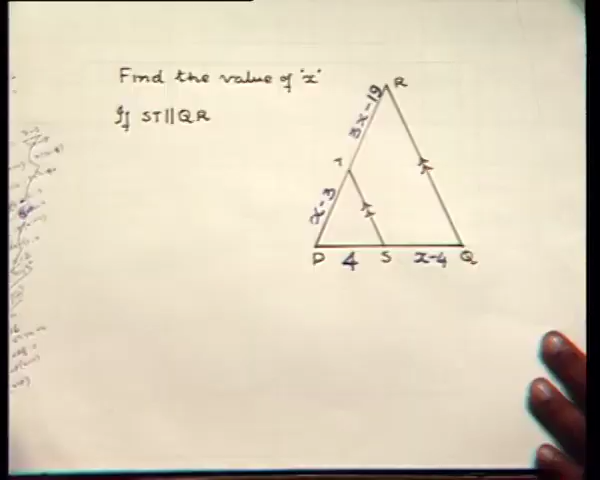 Find the value of 'x'
If ST||QR
R
3x-19
T
x-3
P 4 S x-4 Q